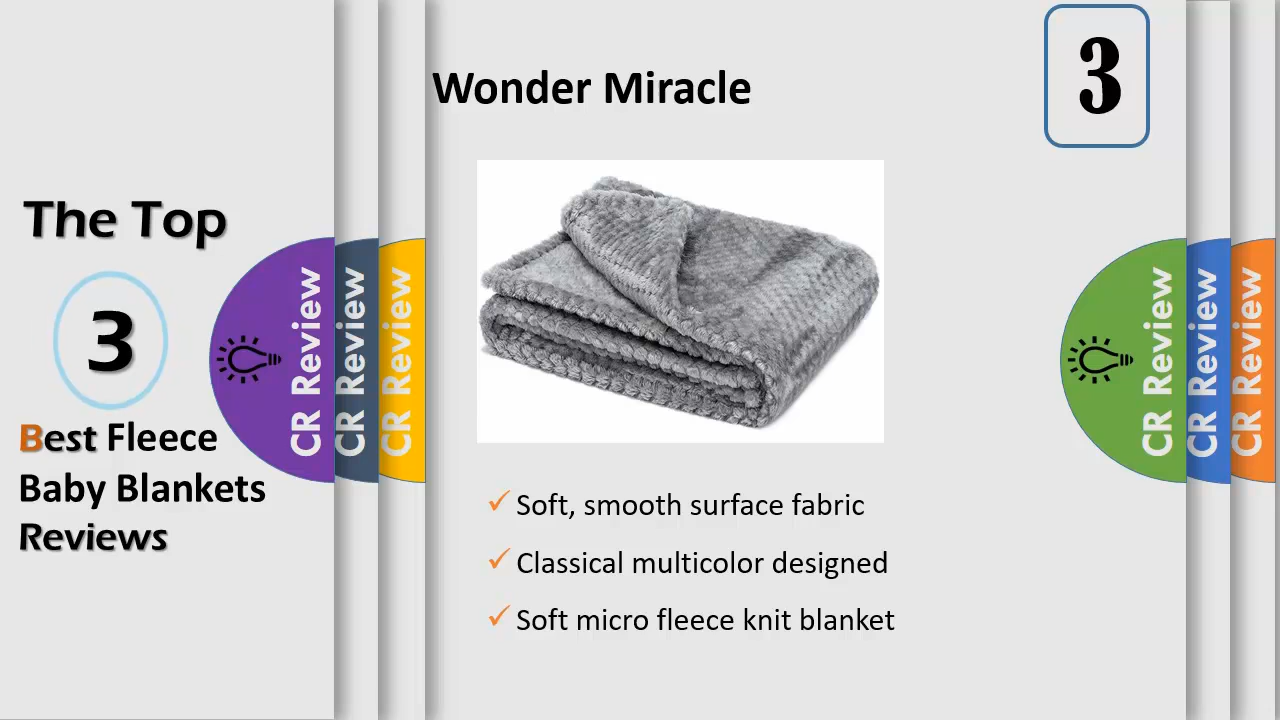 The Top
3
Best Fleece
Baby Blankets
Reviews
CR Review
CR Review
CR Review
Wonder Miracle
3
Soft, smooth surface fabric
Classical multicolor designed
Soft micro fleece knit blanket
CR Review
CR Review
CR Review